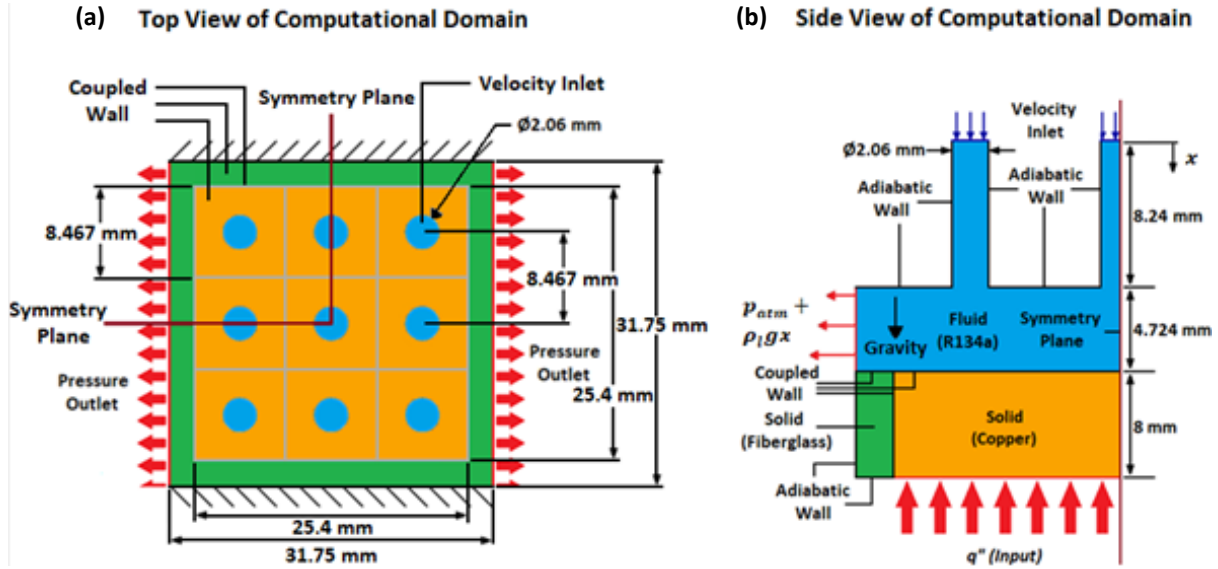 (a) Top View of Computational Domain
Coupled
Wall
Symmetry Plane
Velocity Inlet
Ø2.06 mm
8.467 mm
8.467 mm
Symmetry
Plane
31.75 mm
Pressure
Outlet
Pressure
Outlet
25.4 mm
25.4 mm
31.75 mm
(b) Side View of Computational Domain
Velocity
Inlet
Ø2.06 mm
x
Adiabatic
Wall
Adiabatic
Wall
8.24 mm
p_atm +
ρ_l gx
Fluid
(R134a)
Symmetry
Plane
4.724 mm
Gravity
Coupled
Wall
Solid
(Fiberglass)
Solid
(Copper)
8 mm
Adiabatic
Wall
q" (Input)